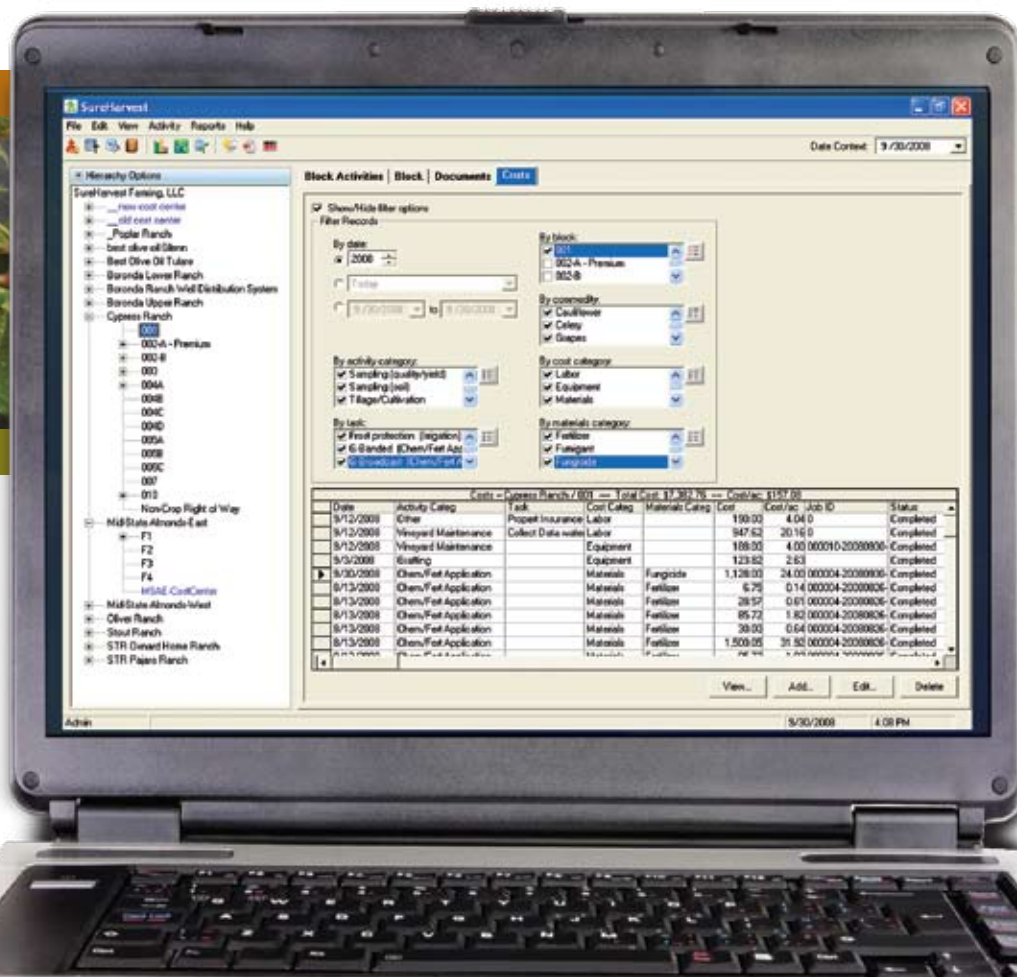 SureHarvest
File Edit View Activity Reports Help
Date Context: 9/30/2008
Hierarchy Options
SureHarvest Farming, LLC
__new cost center
__old cost center
_Poplar Ranch
best olive oil Glenn
Best Olive Oil Tulare
Boronda Lower Ranch
Boronda Ranch Well Distribution System
Boronda Upper Ranch
Cypress Ranch
001
002-A - Premium
002-B
003
004A
004B
004C
004D
005A
005B
005C
007
013
Non-Crop Right of Way
Mid-State Almonds-East
F1
F2
F3
F4
MSAE-CostCenter
Mid-State Almonds-West
Oliver Ranch
Stout Ranch
STR Oxnard Home Ranch
STR Pajaro Ranch
Block Activities Block Documents Costs
Show/Hide filter options
Filter Records
By date:
2008
Today
9/30/2008 to 9/30/2008
By block:
001
002-A - Premium
002-B
By commodity:
Cauliflower
Celery
Grapes
By activity category:
Sampling (quality/yield)
Sampling (soil)
Tillage/Cultivation
By cost category:
Labor
Equipment
Materials
By task:
Frost protection (Irrigation)
6-Banded (Chem/Fert App
6-Broadcast (Chem/Fert A
By materials category:
Fertilizer
Fumigant
Fungicide
Costs - Cypress Ranch / 001 --- Total Cost: $7,382.76 --- Cost/ac: $157.08
Date Activity Categ Task Cost Categ Materials Categ Cost Cost/ac Job ID Status
9/12/2008 Other Propert Insurance Labor 190.00 4.04 0 Completed
9/12/2008 Vineyard Maintenance Collect Data water Labor 947.62 20.16 0 Completed
9/12/2008 Vineyard Maintenance Equipment 188.00 4.00 Completed
9/3/2008 Grafting Equipment 123.82 2.63 Completed
9/30/2008 Chem/Fert Application Materials Fungicide 1,128.00 24.00 Completed
8/13/2008 Chem/Fert Application Materials Fertilizer 6.75 0.14 Completed
8/13/2008 Chem/Fert Application Materials Fertilizer 28.57 0.61 Completed
8/13/2008 Chem/Fert Application Materials Fertilizer 85.72 1.82 Completed
8/13/2008 Chem/Fert Application Materials Fertilizer 30.00 0.64 Completed
8/13/2008 Chem/Fert Application Materials Fertilizer 1,500.05 31.92 Completed
View... Add... Edit... Delete
Admin 9/30/2008 4:08 PM